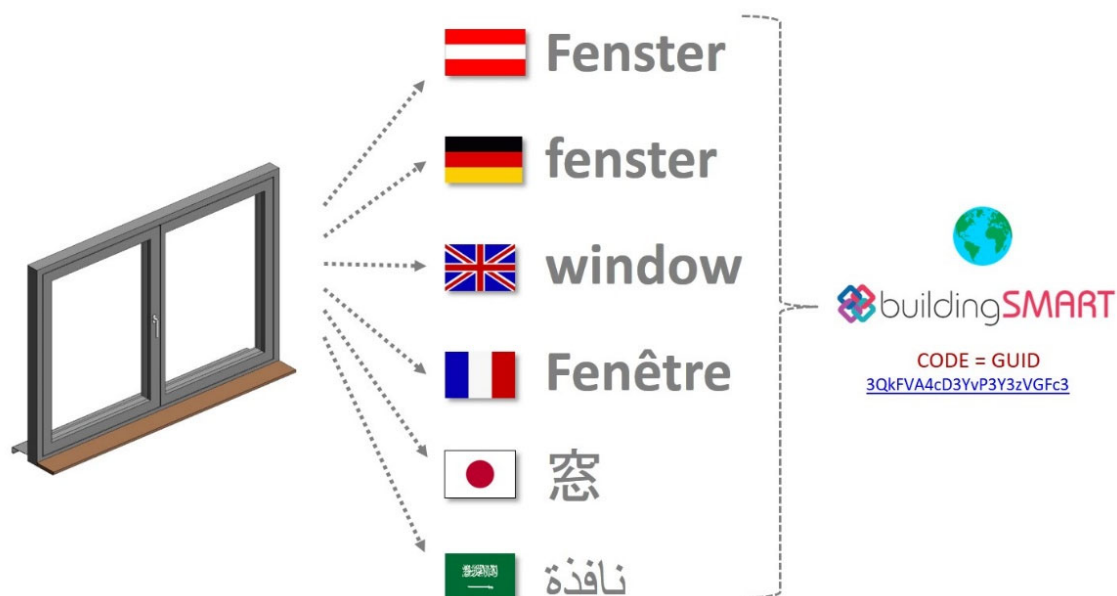 Fenster
fenster
window
Fenêtre
窓
نافذة
buildingSMART
CODE = GUID
3QkFVA4cD3YvP3Y3zVGFc3